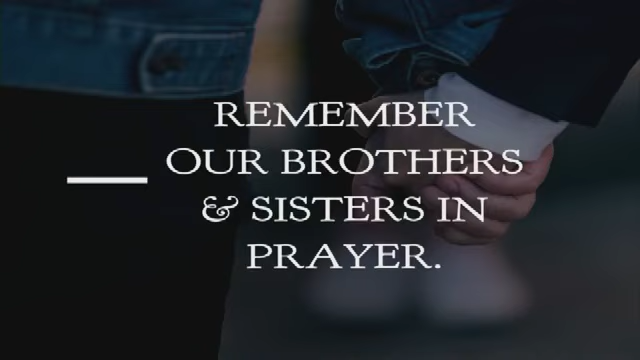 REMEMBER
OUR BROTHERS
& SISTERS IN
PRAYER.